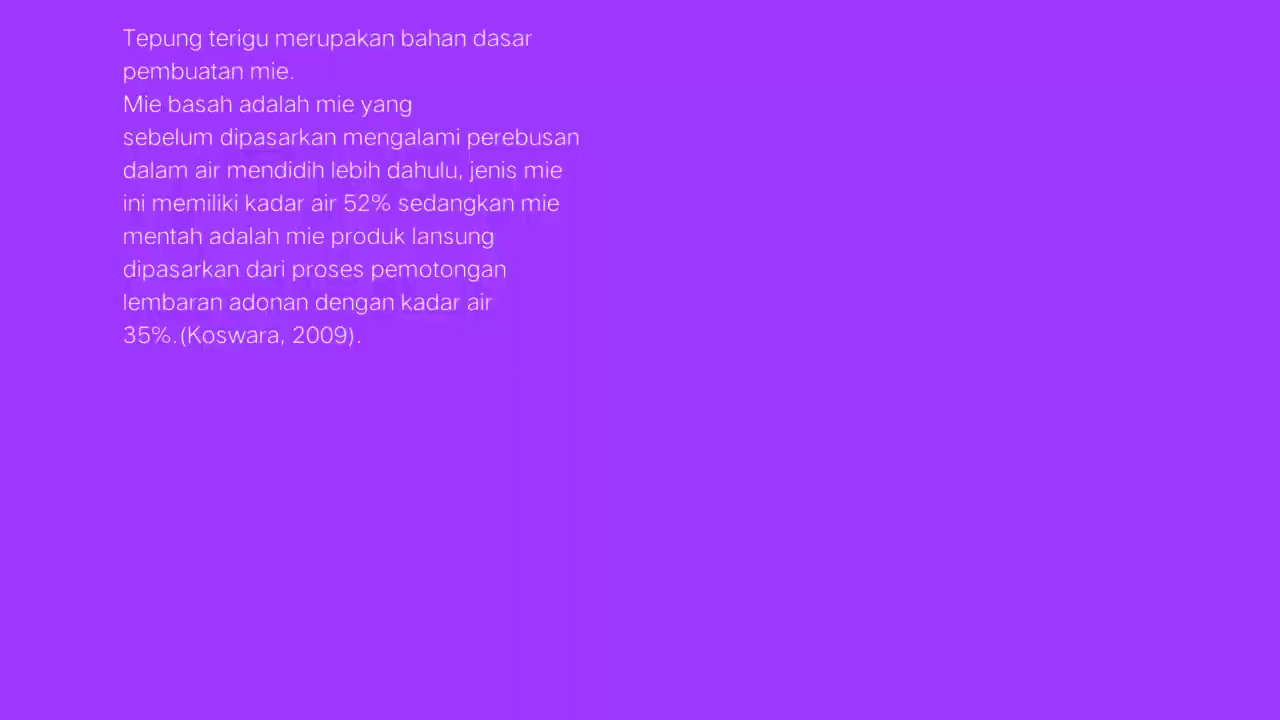 Tepung terigu merupakan bahan dasar
pembuatan mie.
Mie basah adalah mie yang
sebelum dipasarkan mengalami perebusan
dalam air mendidih lebih dahulu, jenis mie
ini memiliki kadar air 52% sedangkan mie
mentah adalah mie produk lansung
dipasarkan dari proses pemotongan
lembaran adonan dengan kadar air
35%.(Koswara, 2009).